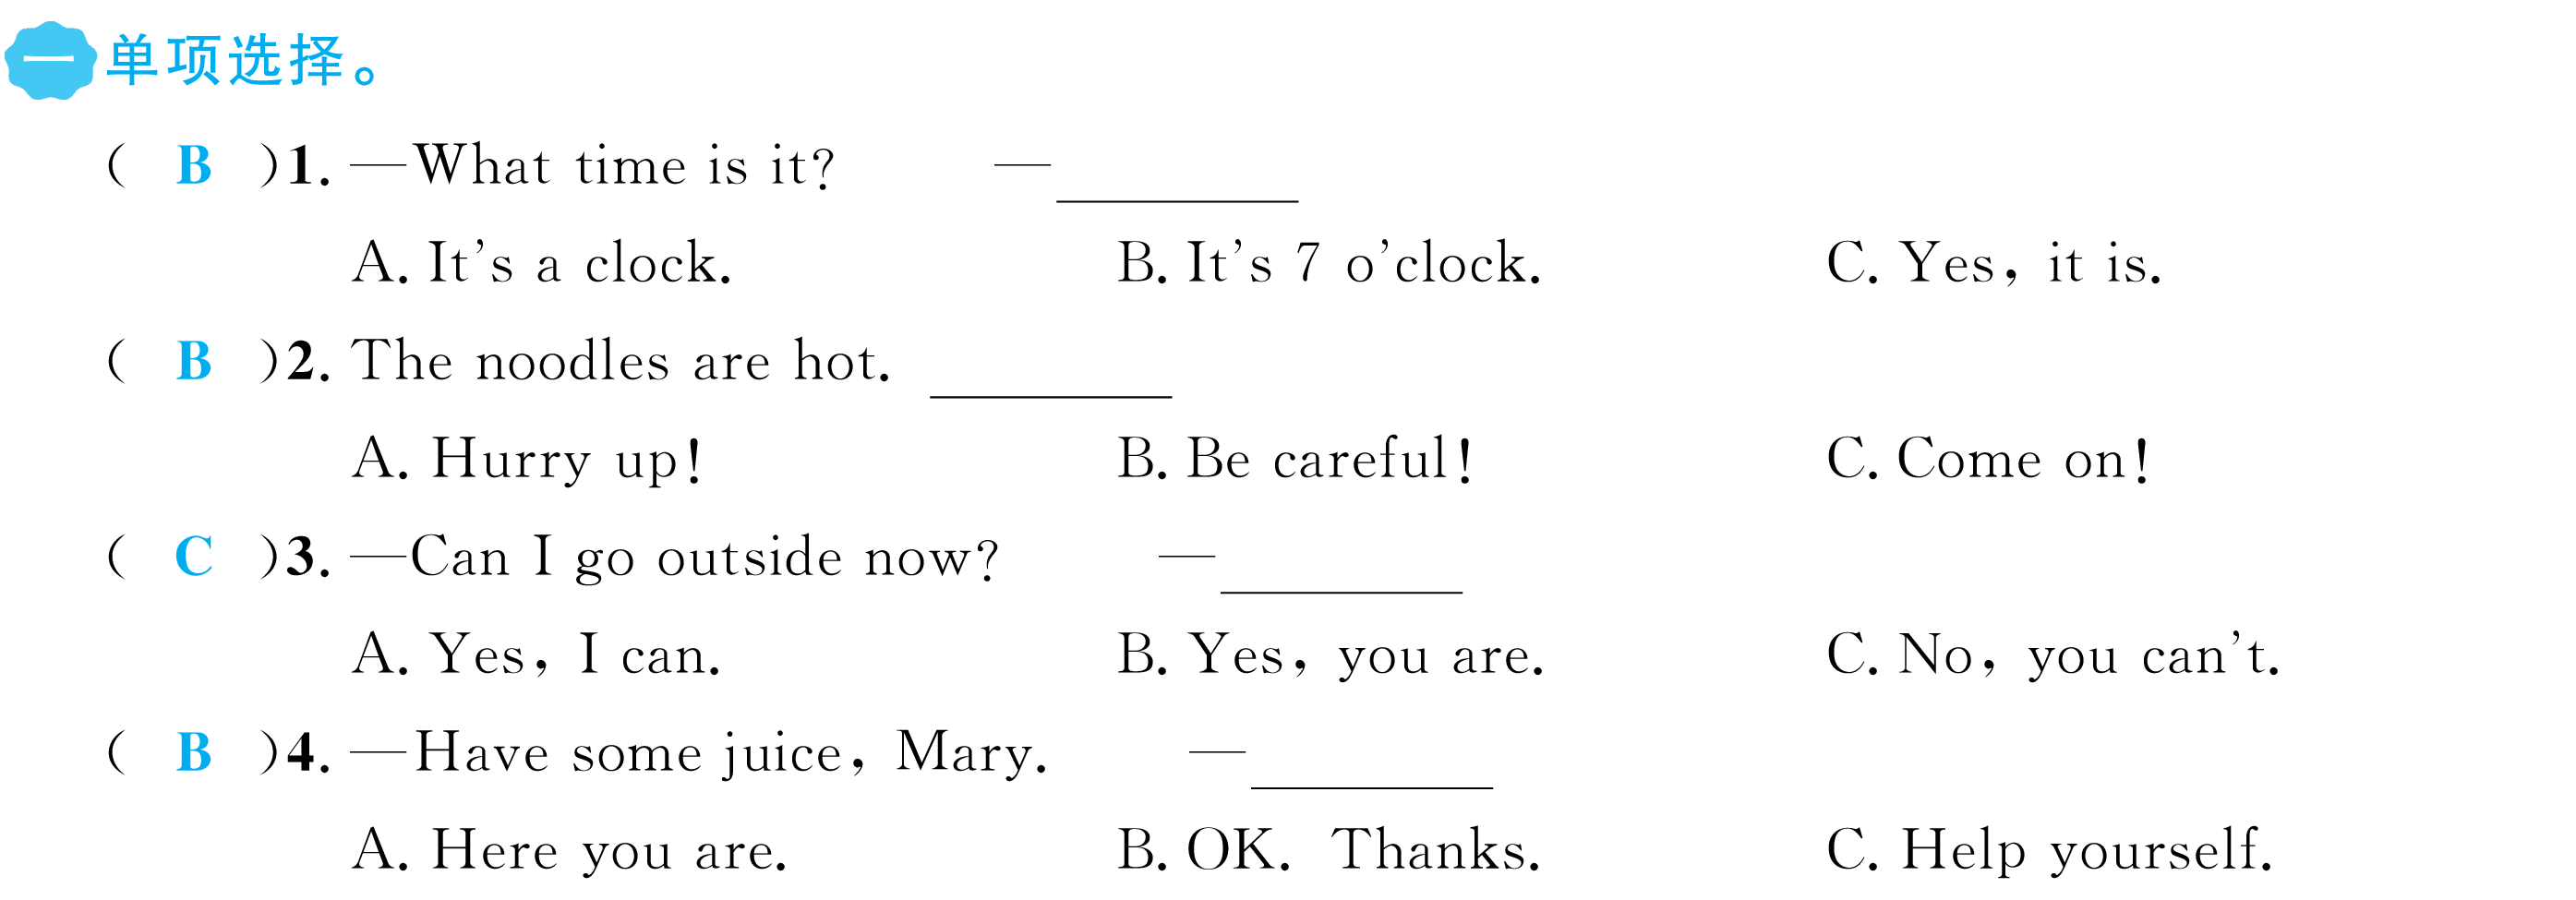 一 单项选择。
( B )1. —What time is it? —________
A. It's a clock. B. It's 7 o'clock. C. Yes, it is.
( B )2. The noodles are hot. ________
A. Hurry up! B. Be careful! C. Come on!
( C )3. —Can I go outside now? —________
A. Yes, I can. B. Yes, you are. C. No, you can't.
( B )4. —Have some juice, Mary. —________
A. Here you are. B. OK. Thanks. C. Help yourself.